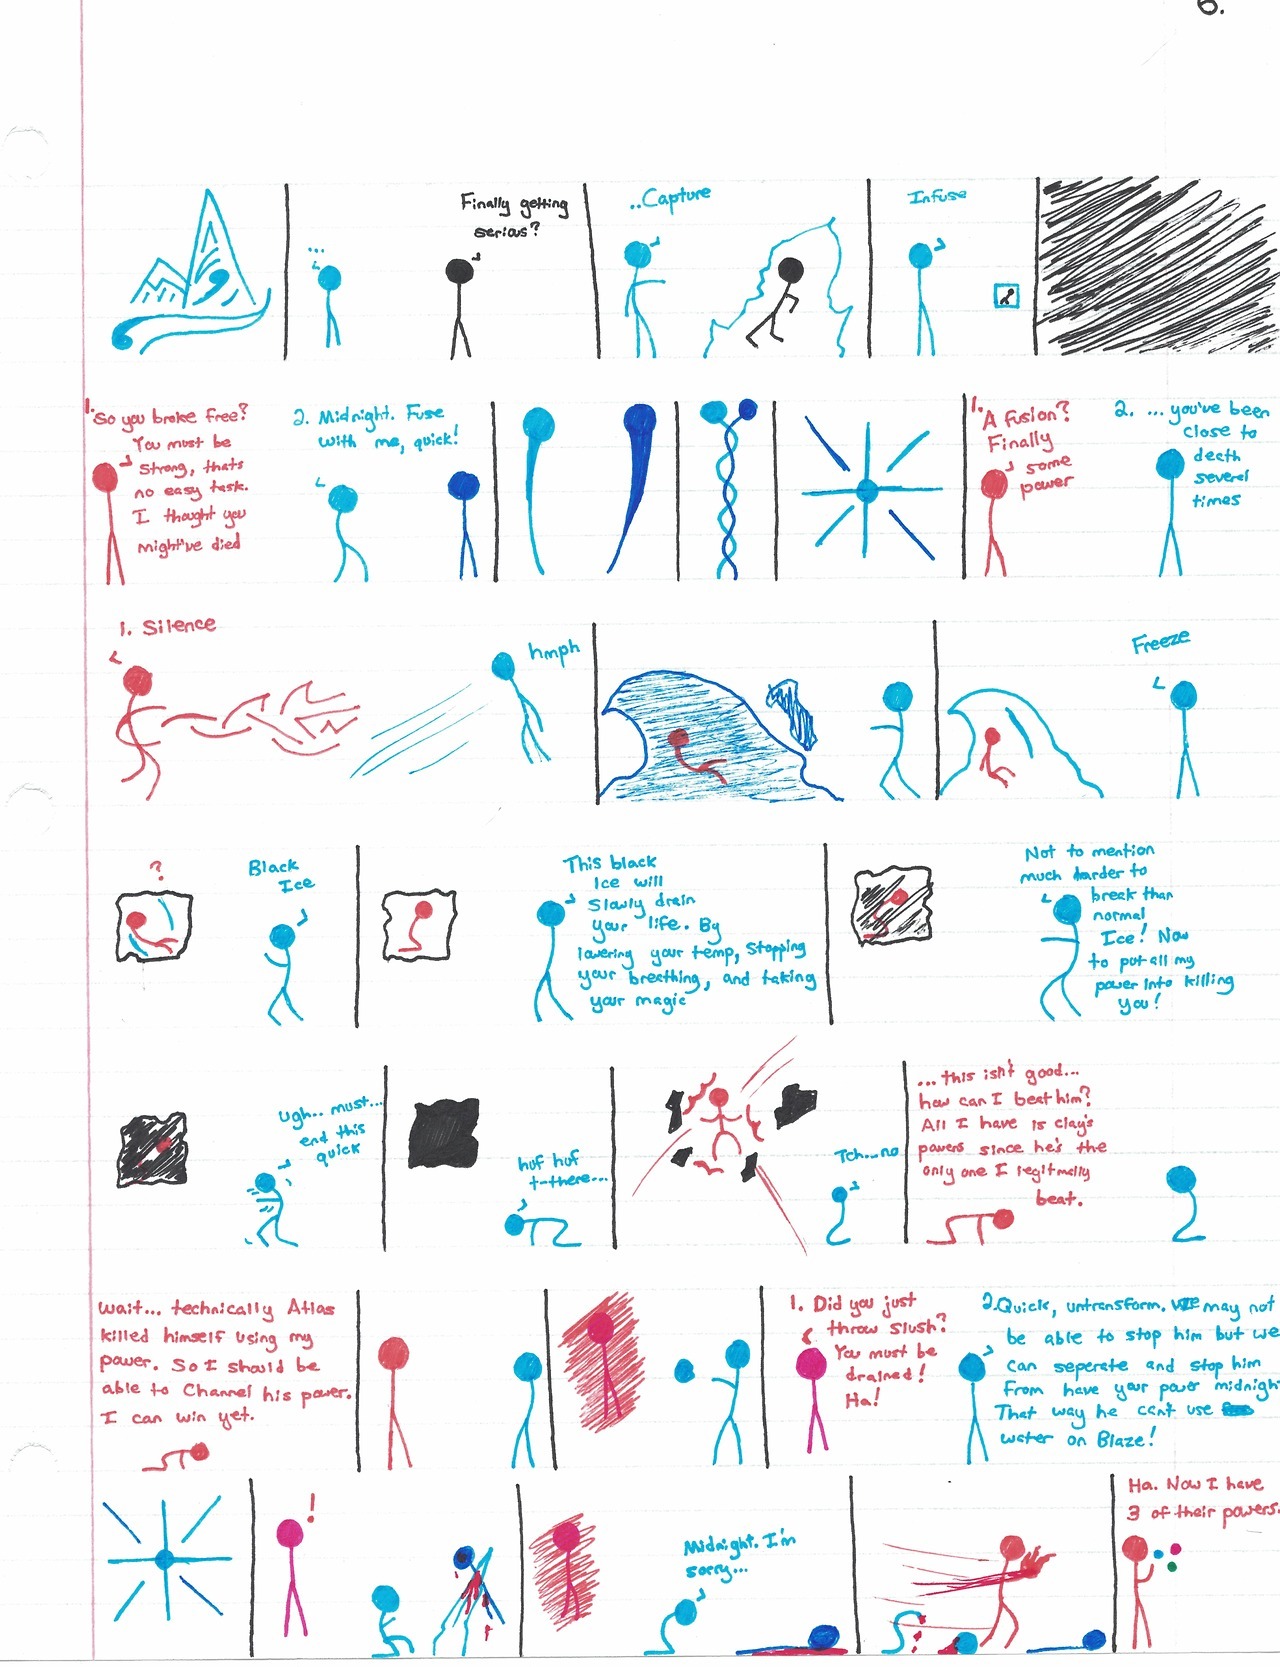 6.
Finally getting
serious?
...
..Capture
Infuse
1. So you broke free?
You must be
Strong, thats
no easy task.
I thought you
might've died
2. Midnight. Fuse
with me, quick!
1. A fusion?
Finally
some
power
2. ... you've been
close to
death
several
times
1. Silence
hmph
Freeze
?
Black
Ice
This black
Ice will
Slowly drain
your life. By
lowering your temp, stopping
your breathing, and taking
your magic
Not to mention
much harder to
break than
normal
Ice! Now
to put all my
power into killing
you!
ugh.. must...
end this
quick
huf huf
t-there...
Tch...no
... this isn't good...
how can I beat him?
All I have is clay's
powers since he's the
only one I legitmally
beat.
wait... technically Atlas
killed himself using my
power. So I should be
able to Channel his power.
I can win yet.
1. Did you just
throw slush?
You must be
drained!
Ha!
2. Quick, untransform. We may not
be able to stop him but we
can seperate and stop him
From have your power midnight
That way he can't use
water on Blaze!
!
Midnight. I'm
sorry...
Ha. Now I have
3 of their powers.